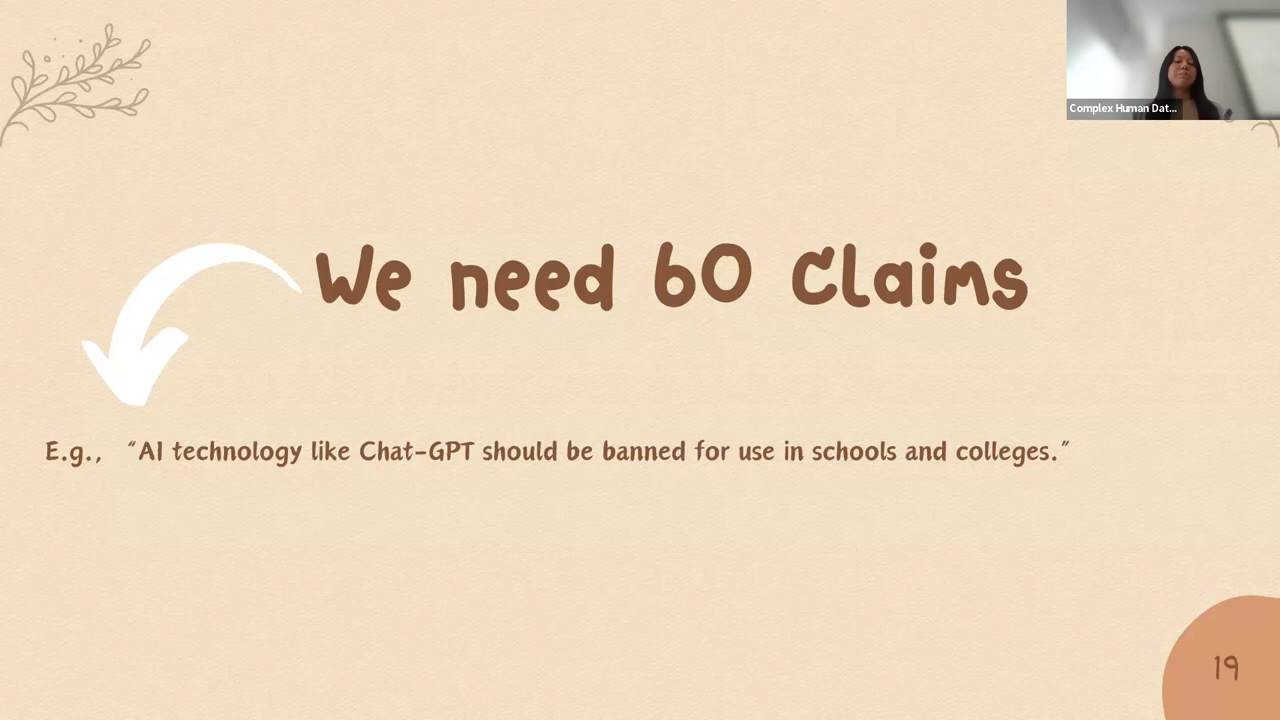 Complex Human Dat...
We need 60 Claims
E.g., “AI technology like Chat-GPT should be banned for use in schools and colleges.”
19